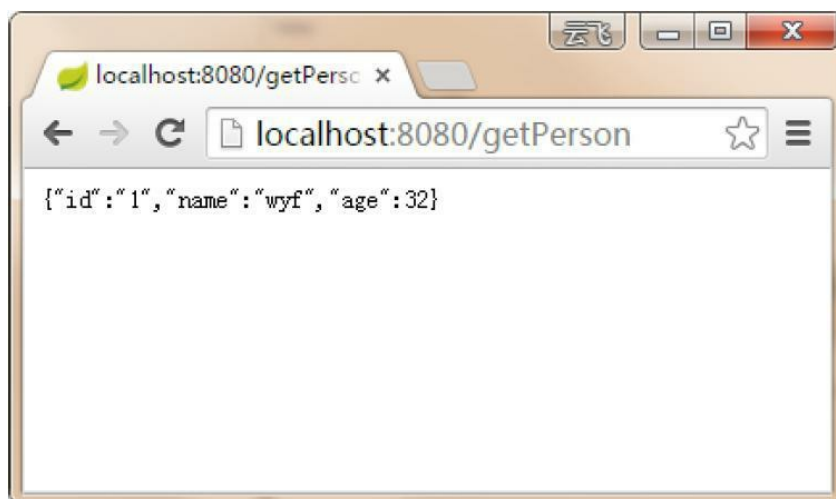 云飞
localhost:8080/getPersc
localhost:8080/getPerson
{"id":"1","name":"wyf","age":32}